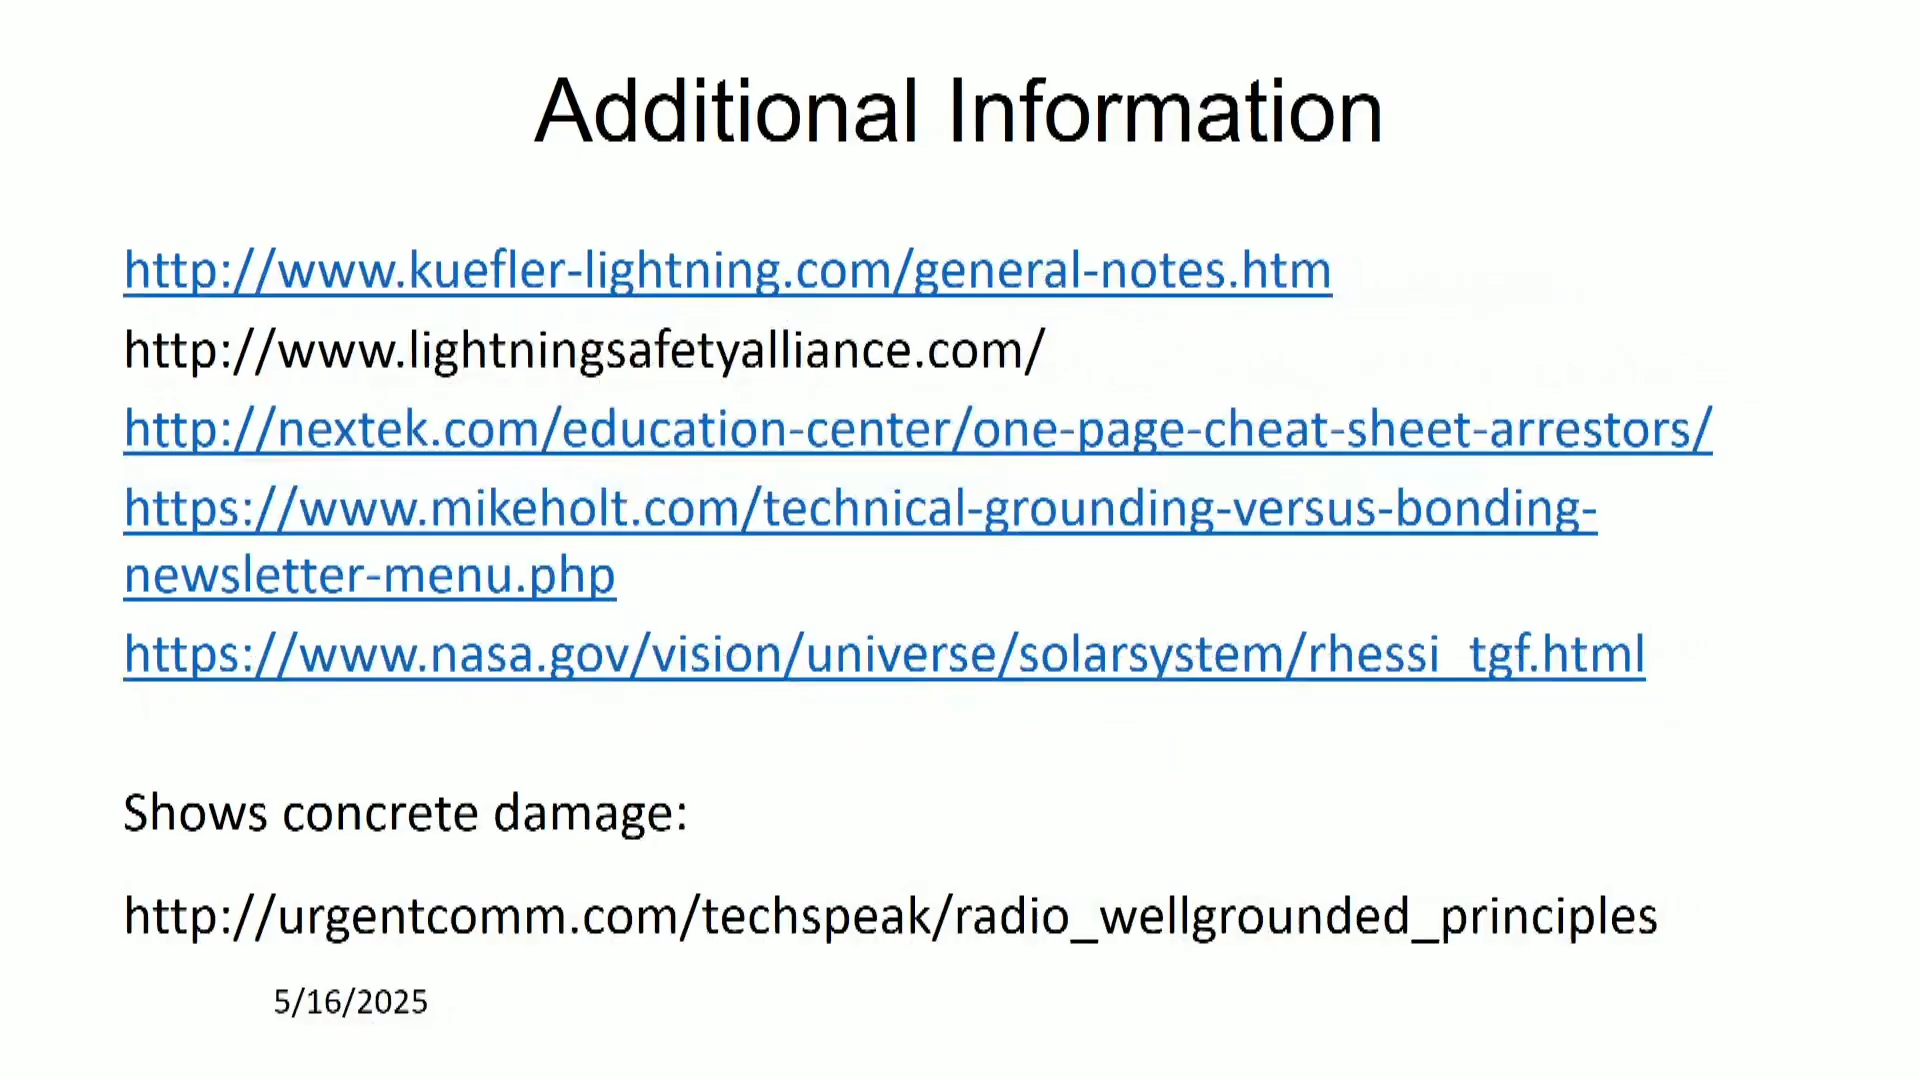 Additional Information
http://www.kuefler-lightning.com/general-notes.htm
http://www.lightningsafetyalliance.com/
http://nextek.com/education-center/one-page-cheat-sheet-arrestors/
https://www.mikeholt.com/technical-grounding-versus-bonding-
newsletter-menu.php
https://www.nasa.gov/vision/universe/solarsystem/rhessi_tgf.html
Shows concrete damage:
http://urgentcomm.com/techspeak/radio_wellgrounded_principles
5/16/2025